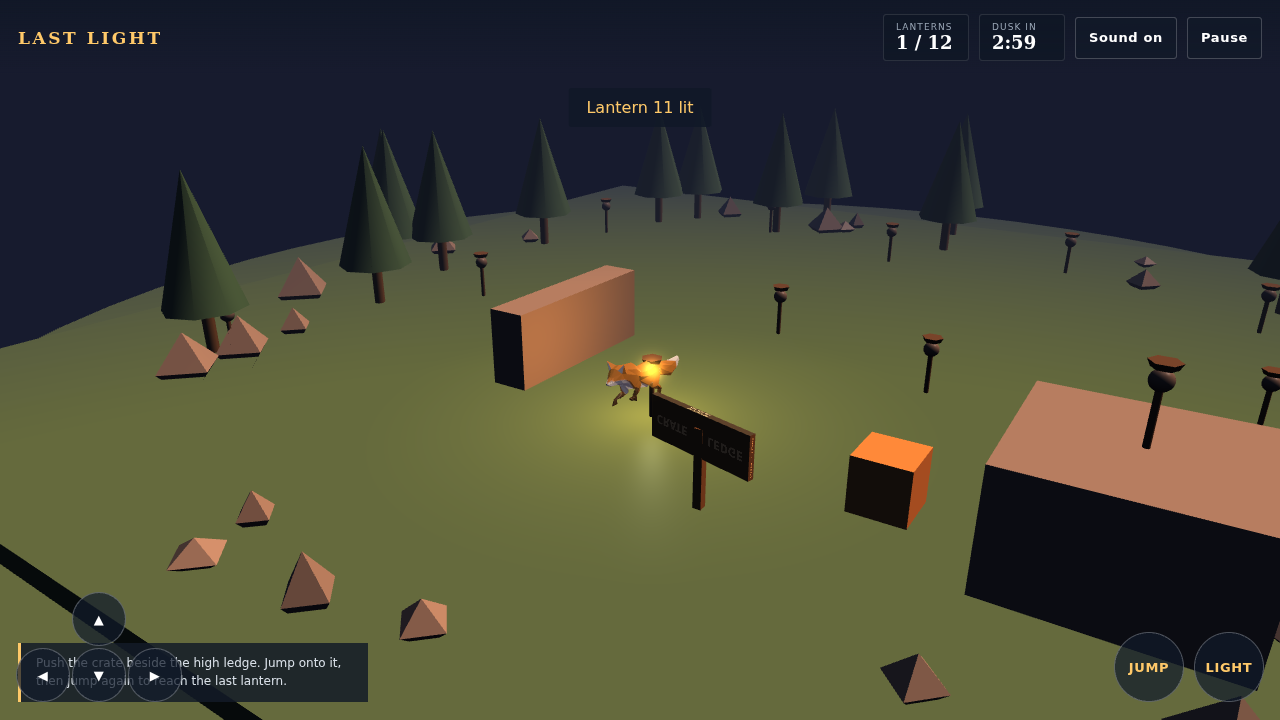 LAST LIGHT
LANTERNS
1 / 12
DUSK IN
2:59
Sound on
Pause
Lantern 11 lit
CRATE LEDGE
Push the crate beside the high ledge. Jump onto it,
then jump again to reach the last lantern.
JUMP
LIGHT